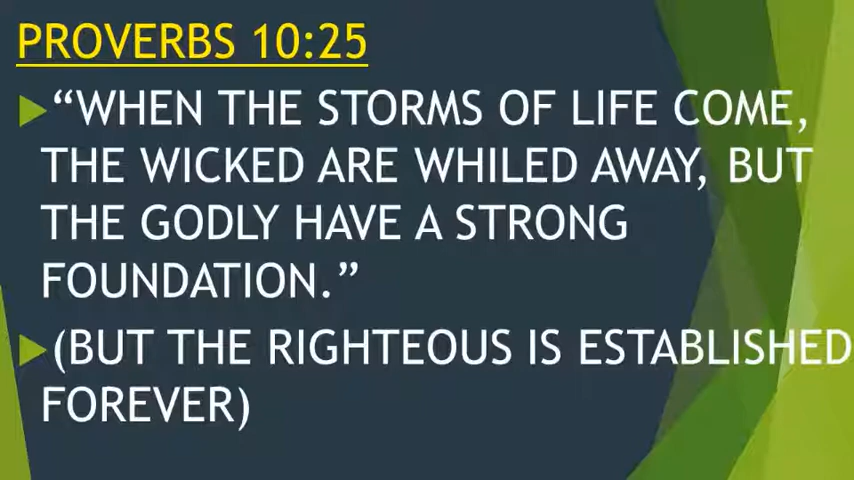 PROVERBS 10:25
“WHEN THE STORMS OF LIFE COME,
THE WICKED ARE WHILED AWAY, BUT
THE GODLY HAVE A STRONG
FOUNDATION.”
(BUT THE RIGHTEOUS IS ESTABLISHED
FOREVER)